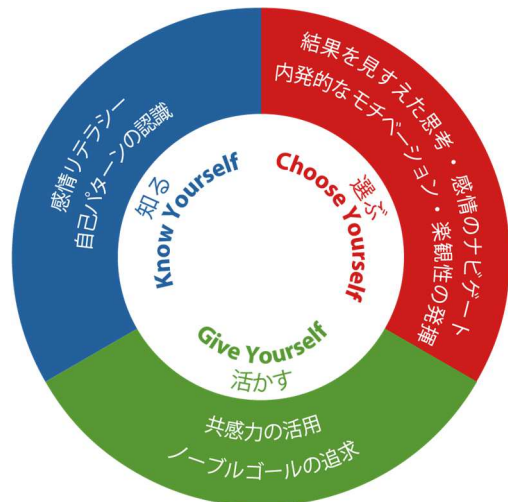 感情リテラシー
自己パターンの認識
知る
Know Yourself
結果を見すえた思考・感情のナビゲート
内発的なモチベーション・楽観性の発揮
選ぶ
Choose Yourself
Give Yourself
活かす
共感力の活用
ノーブルゴールの追求